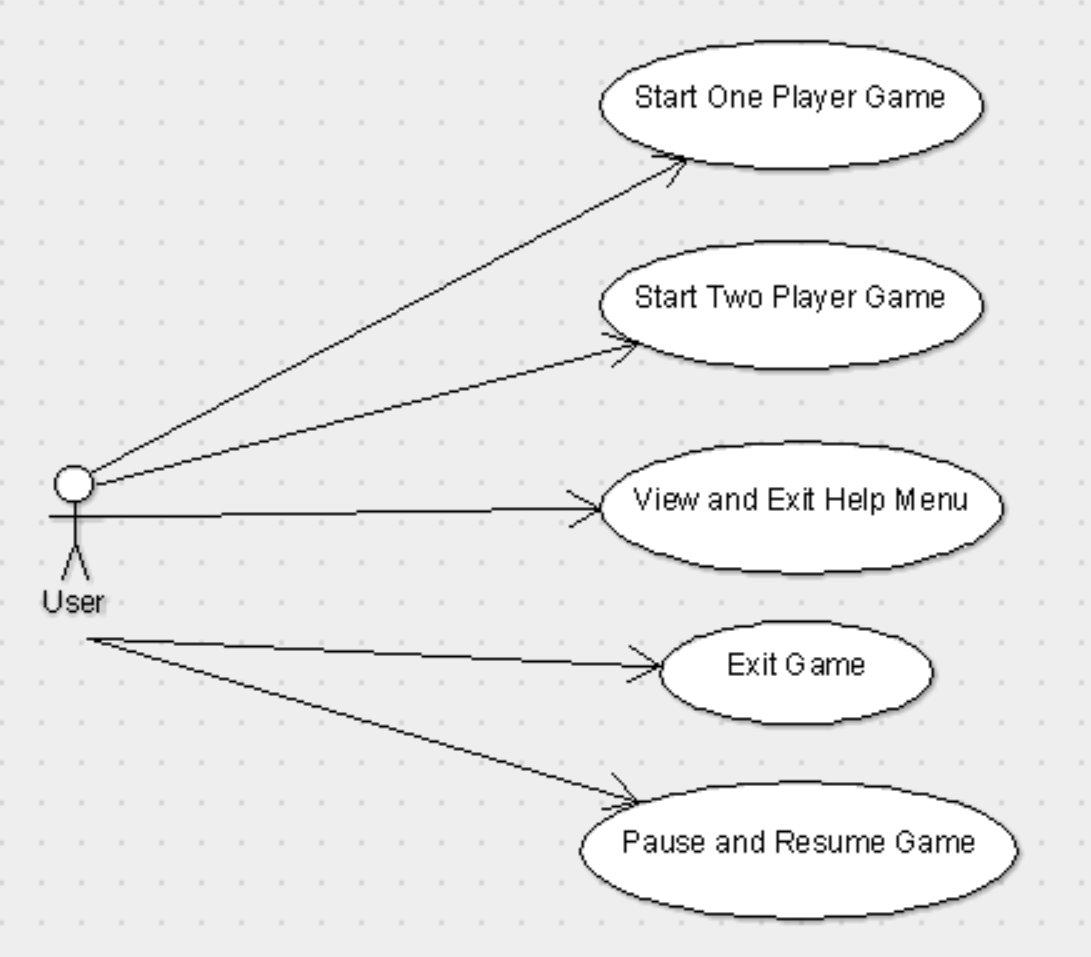 Start One Player Game
Start Two Player Game
View and Exit Help Menu
User
Exit Game
Pause and Resume Game